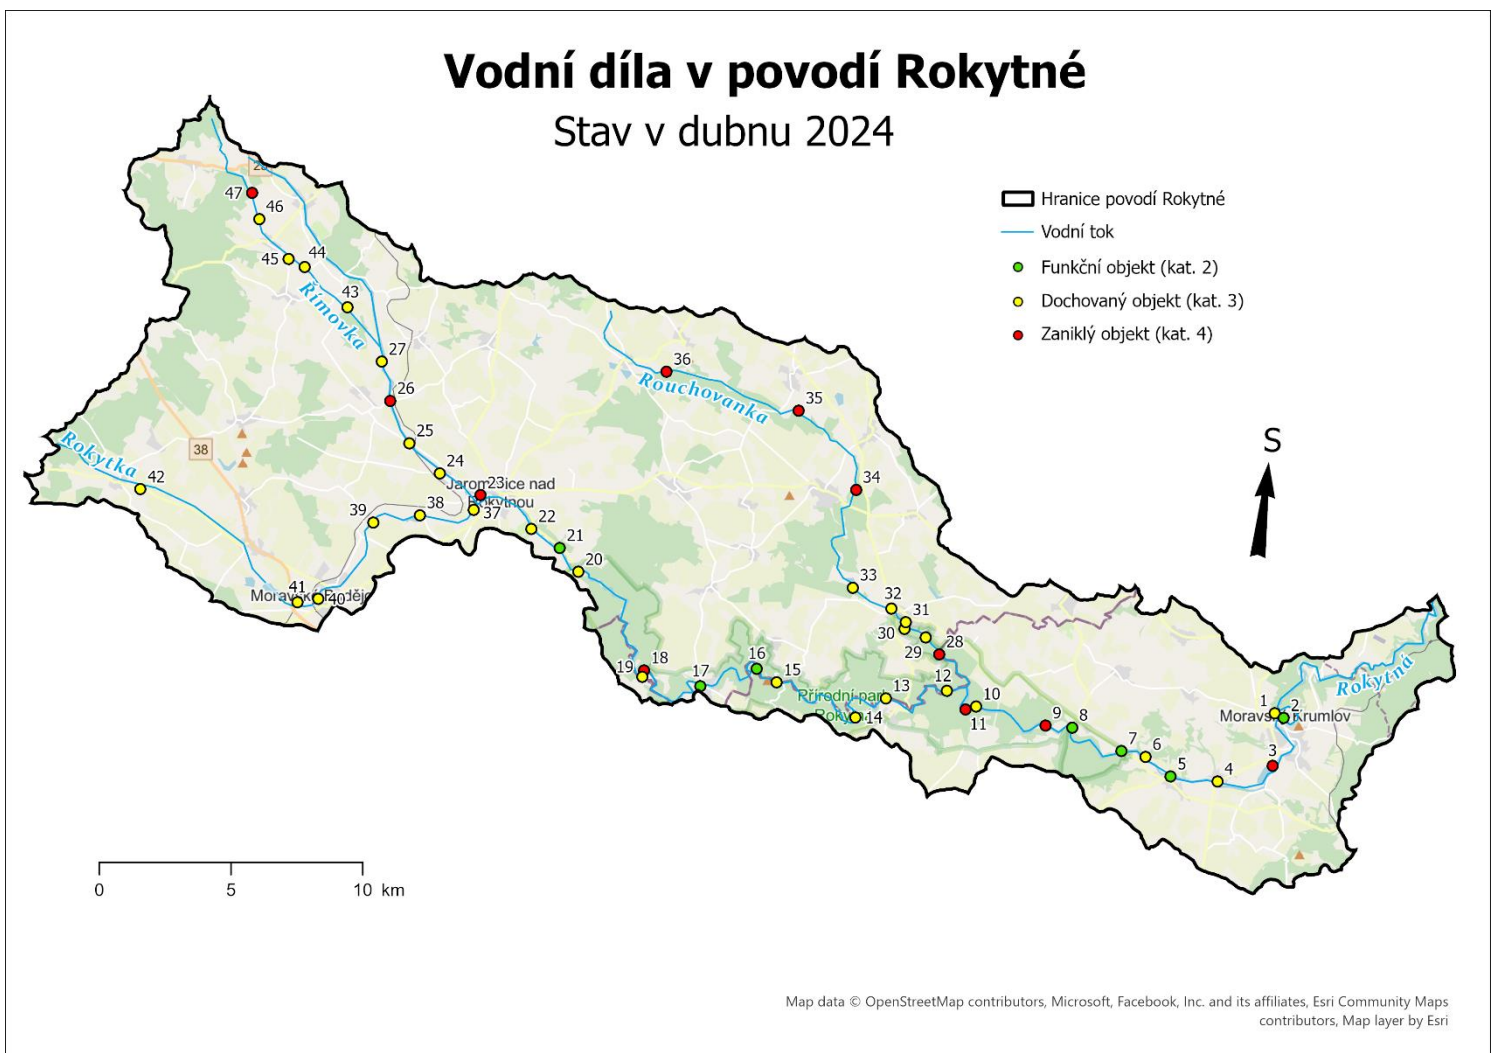 Vodní díla v povodí Rokytné
Stav v dubnu 2024
Hranice povodí Rokytné
Vodní tok
Funkční objekt (kat. 2)
Dochovaný objekt (kat. 3)
Zaniklý objekt (kat. 4)
S
47
46
45
44
43
Římovka
27
26
25
24
23
36
35
Rouchovanka
34
38
Rokytka
42
39
38
37
nad
22
21
20
41
40
33
32
31
30
29
28
19
18
17
16
15
14
13
12
11
10
9
8
7
6
5
4
3
1
2
Přírodní park
Rokytná
0
5
10 km
Map data © OpenStreetMap contributors, Microsoft, Facebook, Inc. and its affiliates, Esri Community Maps
contributors, Map layer by Esri